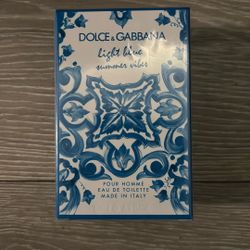 DOLCE & GABBANA
light blue
summer vibes
POUR HOMME
EAU DE TOILETTE
MADE IN ITALY